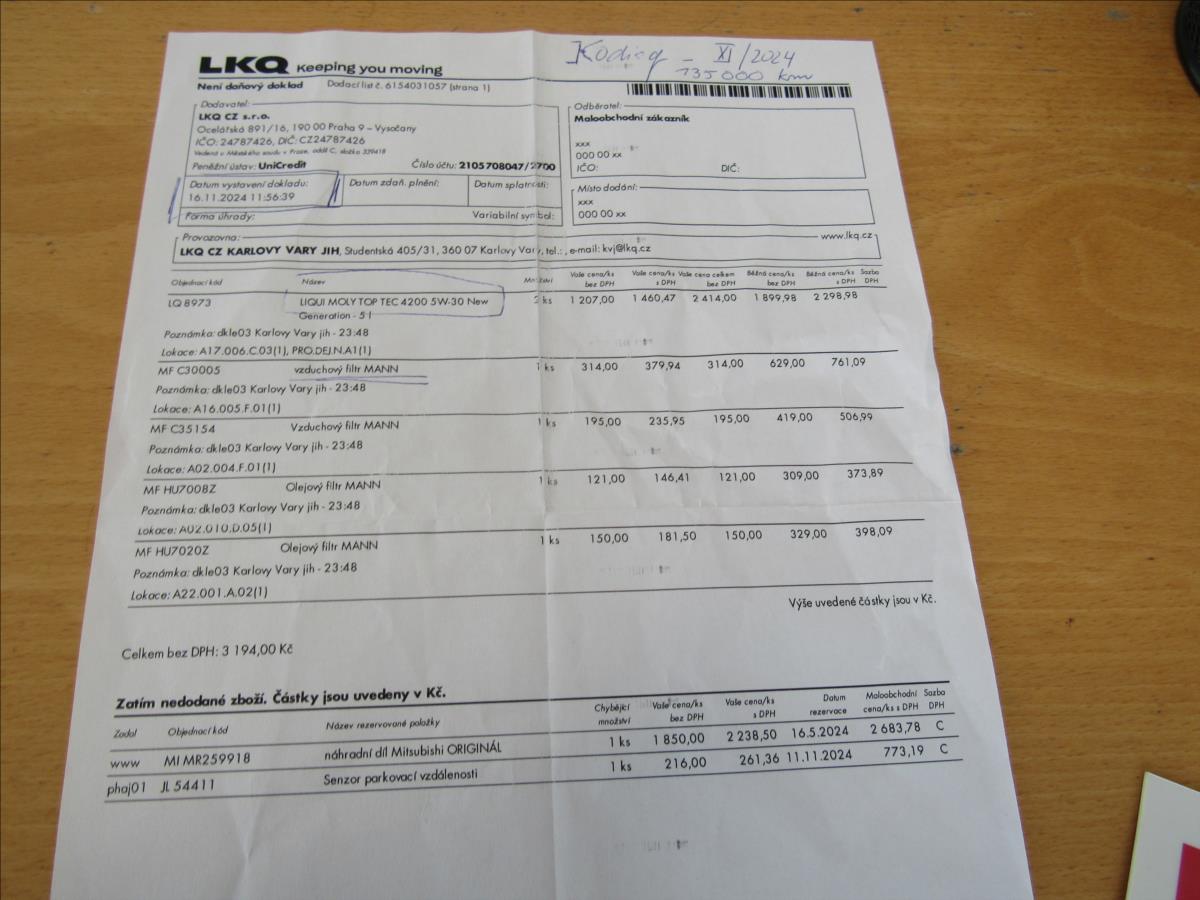 Kodiaq - XI/2024
135000 km
LKQ Keeping you moving
Není daňový doklad Dodací list č. 6154031057 (strana 1)
Dodavatel:
LKQ CZ s.r.o.
Ocelářská 891/16, 190 00 Praha 9 – Vysočany
IČO: 24787426, DIČ: CZ24787426
Vedená u Městského soudu v Praze, oddíl C, složka 339418
Peněžní ústav: UniCredit Číslo účtu: 2105708047/2700
Datum vystavení dokladu: Datum zdaň. plnění: Datum splatnosti:
16.11.2024 11:56:39
Forma úhrady: Variabilní symbol:
Odběratel:
Maloobchodní zákazník
xxx
000 00 xx
IČO: DIČ:
Místo dodání:
xxx
000 00 xx
Provozovna: www.lkq.cz
LKQ CZ KARLOVY VARY JIH, Studentská 405/31, 360 07 Karlovy Vary, tel.: , e-mail: kvj@lkq.cz
Objednací kód Název Množství Vaše cena/ks bez DPH Vaše cena/ks s DPH Vaše cena celkem bez DPH Běžná cena/ks bez DPH Běžná cena/ks s DPH Sazba DPH
LQ 8973 LIQUI MOLY TOP TEC 4200 5W-30 New 2 ks 1 207,00 1 460,47 2 414,00 1 899,98 2 298,98
Generation - 5 l
Poznámka: dkle03 Karlovy Vary jih - 23:48
Lokace: A17.006.C.03(1), PRO.DEJ.N.A1(1)
MF C30005 vzduchový filtr MANN 1 ks 314,00 379,94 314,00 629,00 761,09
Poznámka: dkle03 Karlovy Vary jih - 23:48
Lokace: A16.005.F.01(1)
MF C35154 Vzduchový filtr MANN 1 ks 195,00 235,95 195,00 419,00 506,99
Poznámka: dkle03 Karlovy Vary jih - 23:48
Lokace: A02.004.F.01(1)
MF HU7008Z Olejový filtr MANN 1 ks 121,00 146,41 121,00 309,00 373,89
Poznámka: dkle03 Karlovy Vary jih - 23:48
Lokace: A02.010.D.05(1)
MF HU7020Z Olejový filtr MANN 1 ks 150,00 181,50 150,00 329,00 398,09
Poznámka: dkle03 Karlovy Vary jih - 23:48
Lokace: A22.001.A.02(1)
Výše uvedené částky jsou v Kč.
Celkem bez DPH: 3 194,00 Kč
Zatím nedodané zboží. Částky jsou uvedeny v Kč.
Zadal Objednací kód Název rezervované položky Chybějící množství Vaše cena/ks bez DPH Vaše cena/ks s DPH Datum rezervace Maloobchodní cena/ks s DPH Sazba DPH
www MI MR259918 náhradní díl Mitsubishi ORIGINÁL 1 ks 1 850,00 2 238,50 16.5.2024 2 683,78 C
phaj01 JL 54411 Senzor parkovací vzdálenosti 1 ks 216,00 261,36 11.11.2024 773,19 C